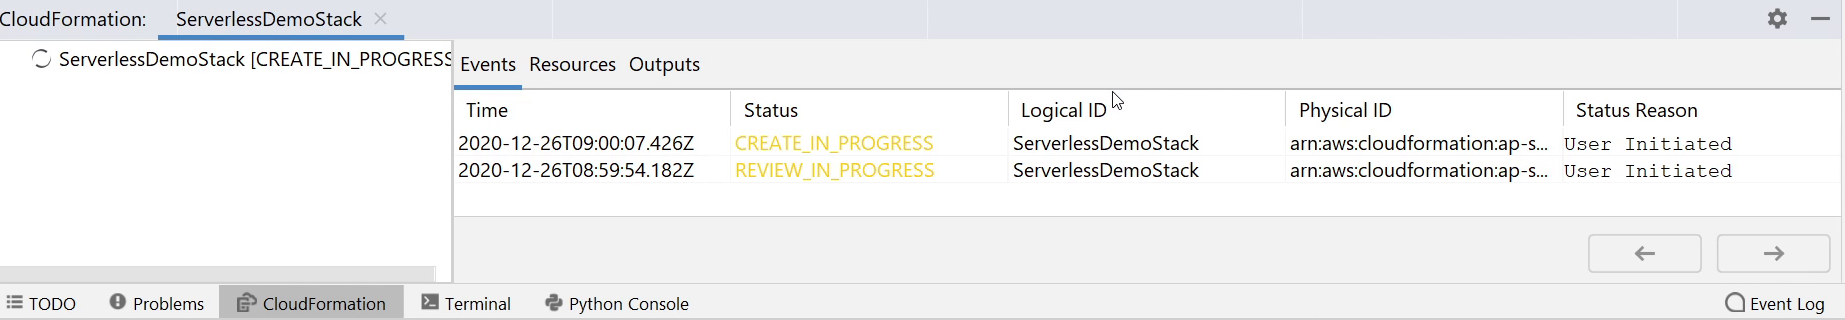 CloudFormation: ServerlessDemoStack
ServerlessDemoStack [CREATE_IN_PROGRESS
Events Resources Outputs
Time Status Logical ID Physical ID Status Reason
2020-12-26T09:00:07.426Z CREATE_IN_PROGRESS ServerlessDemoStack arn:aws:cloudformation:ap-s... User Initiated
2020-12-26T08:59:54.182Z REVIEW_IN_PROGRESS ServerlessDemoStack arn:aws:cloudformation:ap-s... User Initiated
TODO Problems CloudFormation Terminal Python Console Event Log